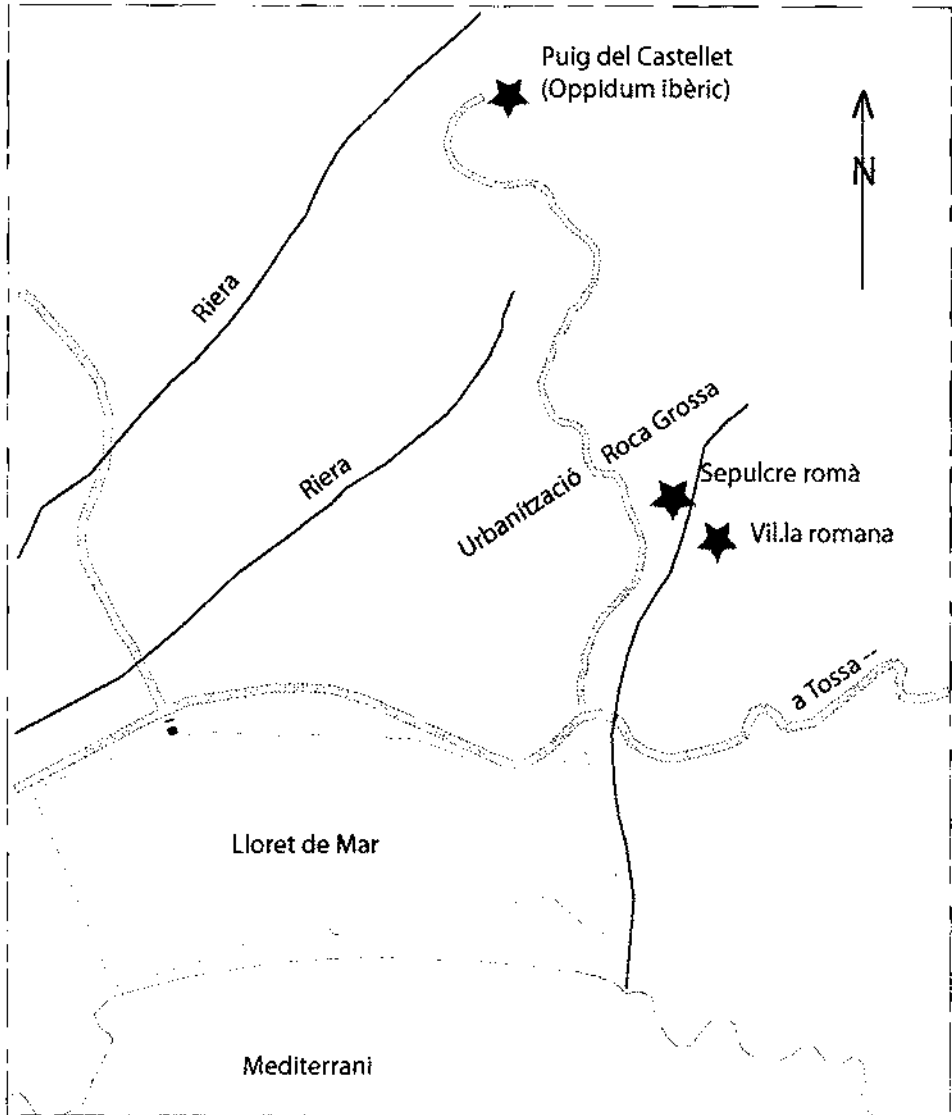 Puig del Castellet
(Oppidum ibèric)
N
Riera
Riera
Urbanització Roca Grossa
Sepulcre romà
Vil.la romana
a Tossa --
Lloret de Mar
Mediterrani